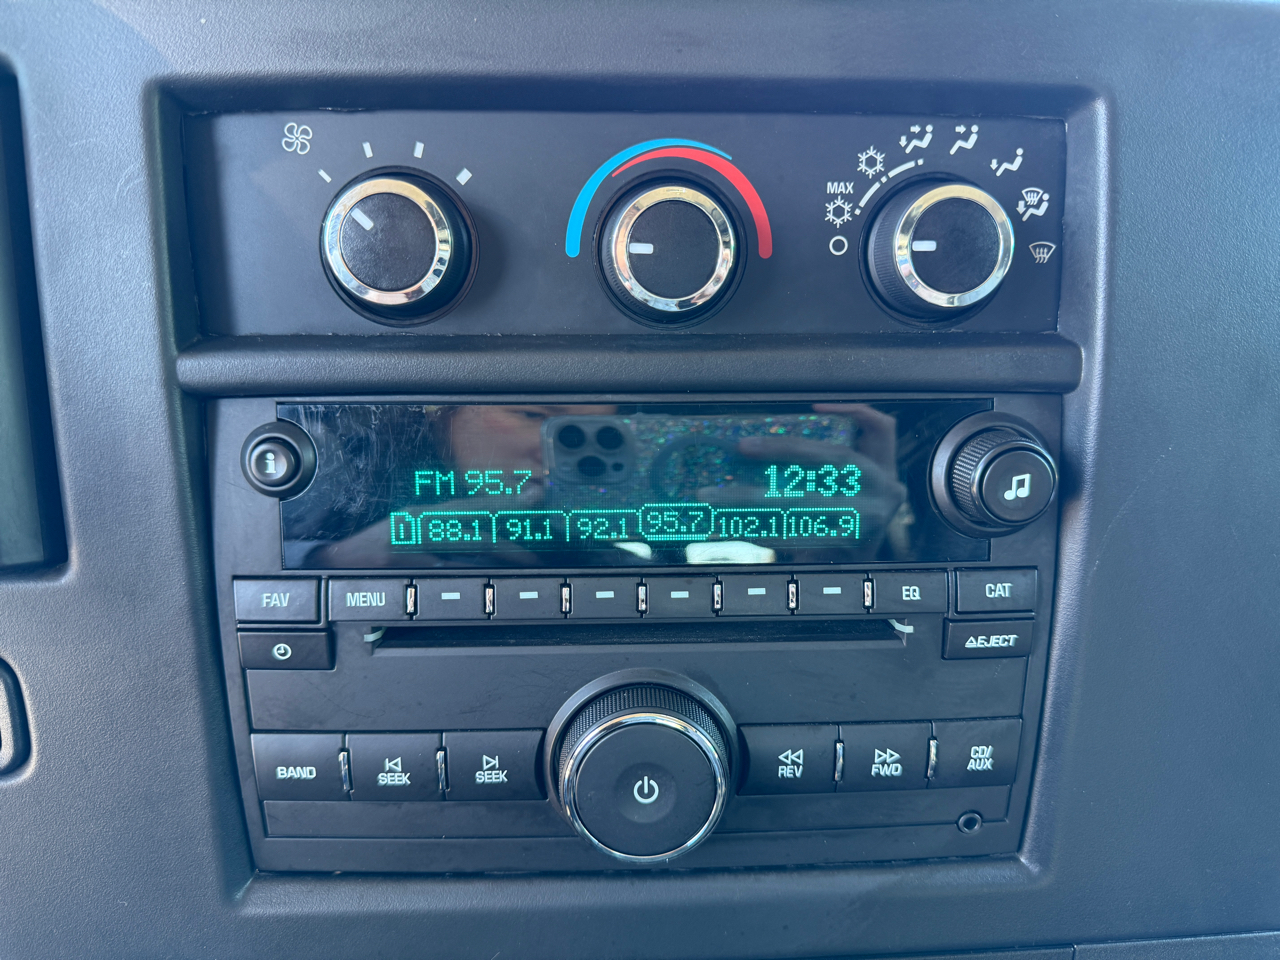 MAX
i
FM 95.7 12:33
D 88.1 91.1 92.1 95.7 102.1 106.9
FAV MENU EQ CAT
EJECT
BAND SEEK SEEK REV FWD CD/
AUX